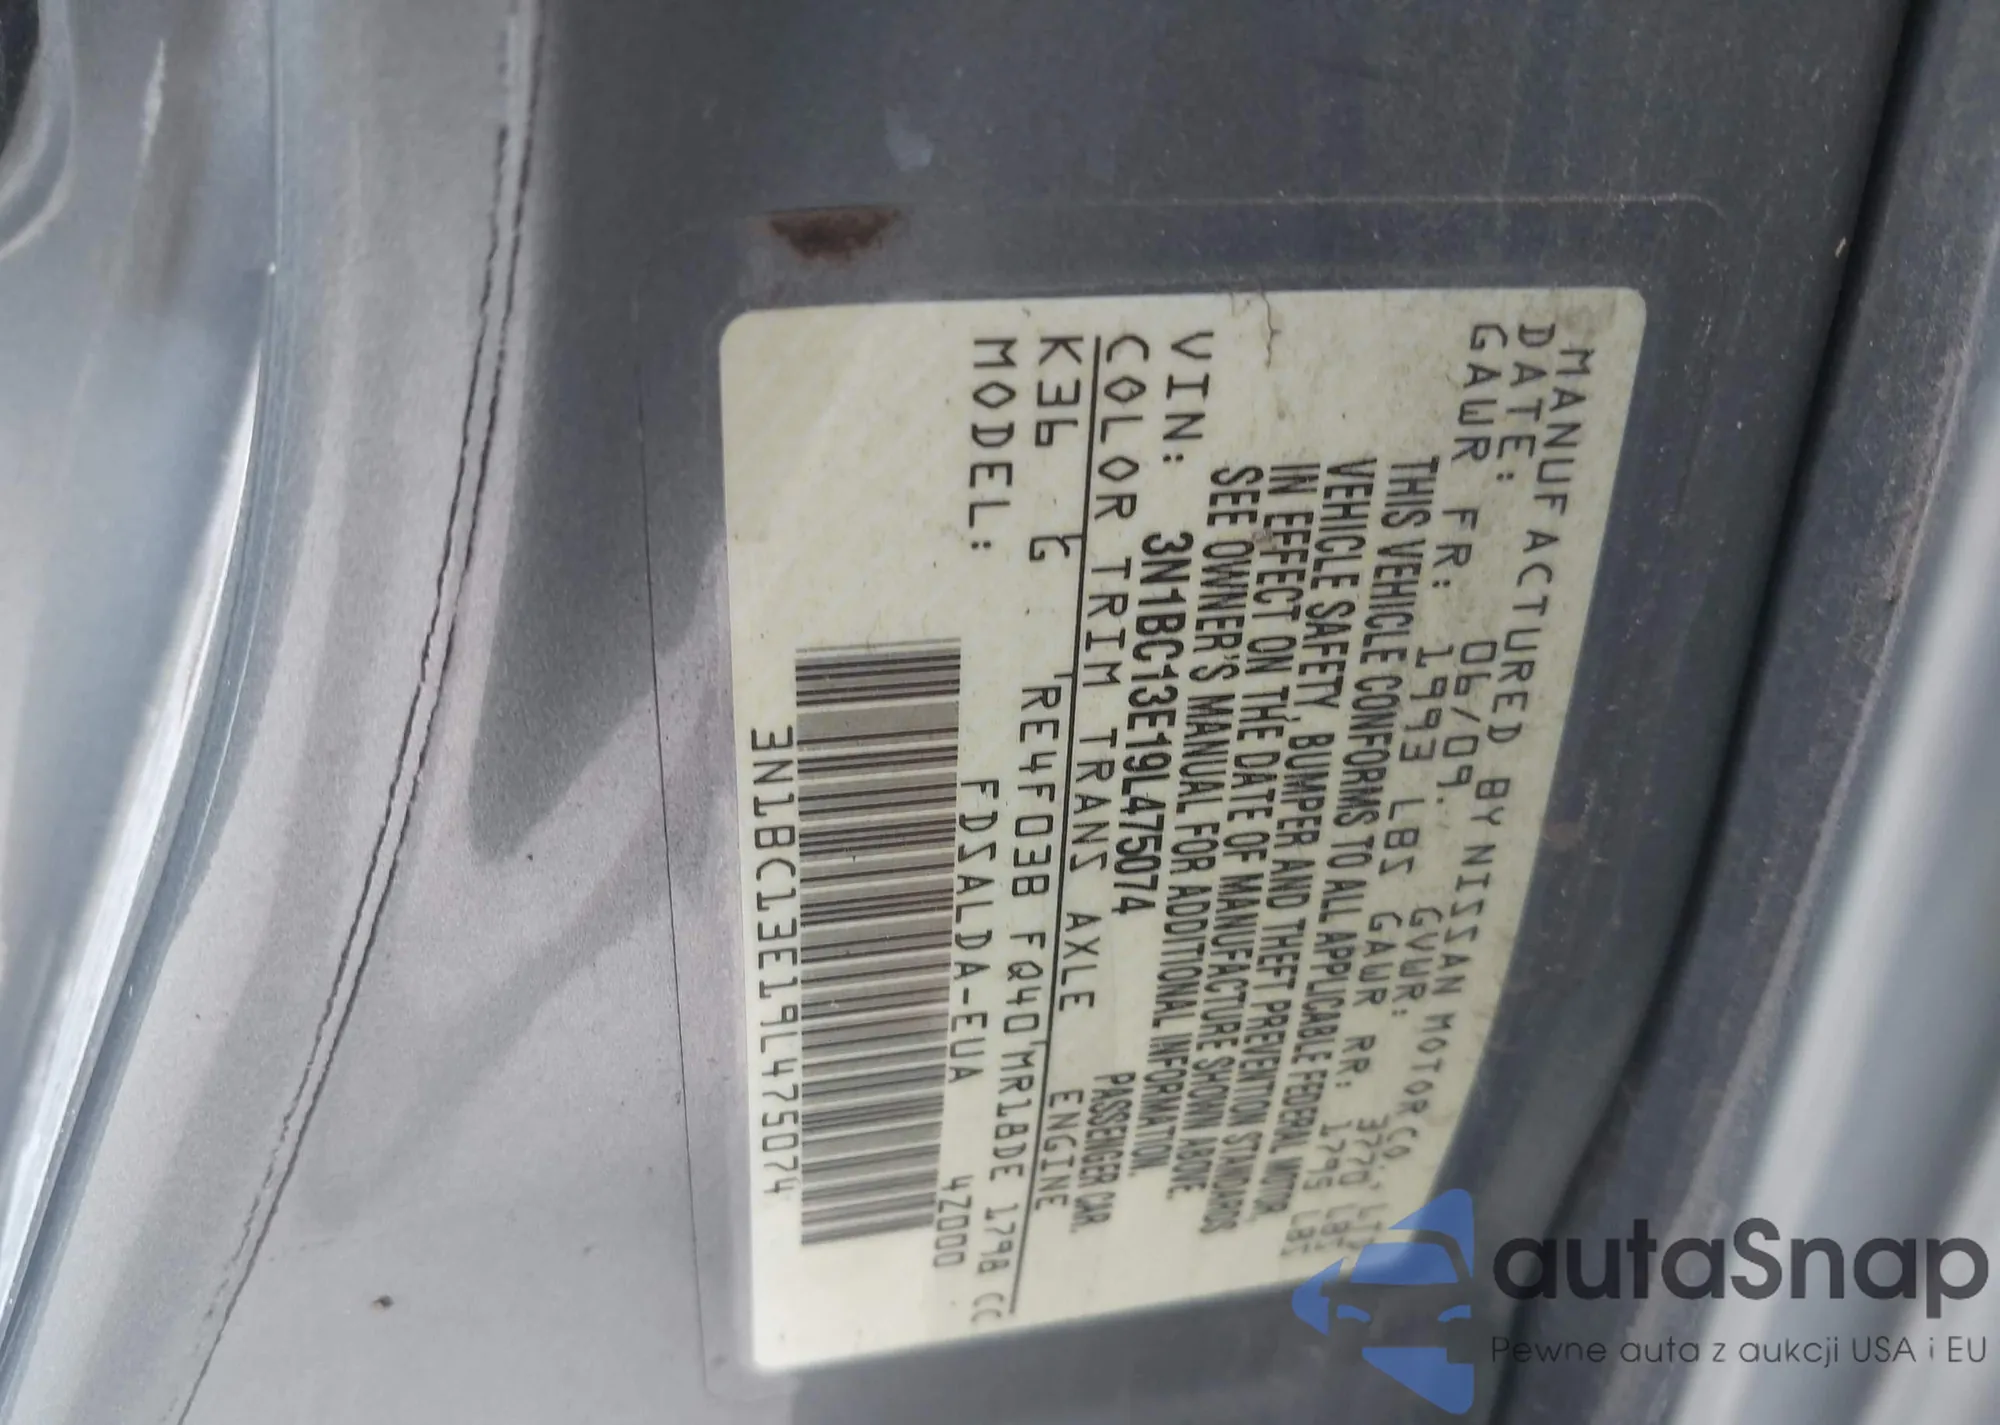 MANUFACTURED BY NISSAN MOTOR CO., LTD
DATE: 06/09. GVWR: 3770 LBS
GAWR FR: 1993 LBS GAWR RR: 1795 LBS
THIS VEHICLE CONFORMS TO ALL APPLICABLE FEDERAL MOTOR
VEHICLE SAFETY, BUMPER AND THEFT PREVENTION STANDARDS
IN EFFECT ON THE DATE OF MANUFACTURE SHOWN ABOVE.
SEE OWNER'S MANUAL FOR ADDITIONAL INFORMATION.
VIN: 3N1BC13E19L475074 PASSENGER CAR.
COLOR TRIM TRANS AXLE ENGINE
K36 G RE4F03B FQ40 MR18DE 1798 CC
MODEL: FDSALDA-EUA 4Z000
3N1BC13E19L475074
autaSnap
Pewne auta z aukcji USA i EU